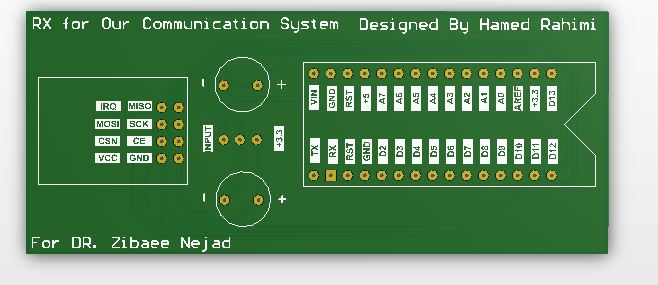 RX for Our Communication System Designed By Hamed Rahimi
IRQ MISO
MOSI SCK
CSN CE
VCC GND
- +
INPUT +3.3
- +
VIN GND RST +5 A7 A6 A5 A4 A3 A2 A1 A0 AREF +3.3 D13
TX RX RST GND D2 D3 D4 D5 D6 D7 D8 D9 D10 D11 D12
For DR. Zibaee Nejad